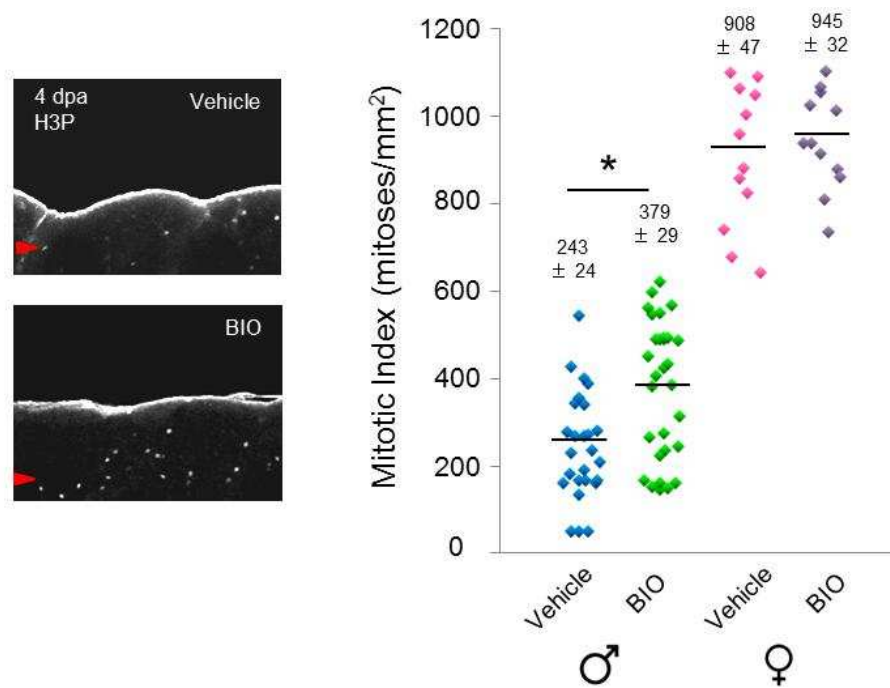 4 dpa
H3P
Vehicle
BIO
Mitotic Index (mitoses/mm²)
1200
1000
800
600
400
200
0
243
± 24
*
379
± 29
908
± 47
945
± 32
Vehicle
BIO
Vehicle
BIO
♂
♀